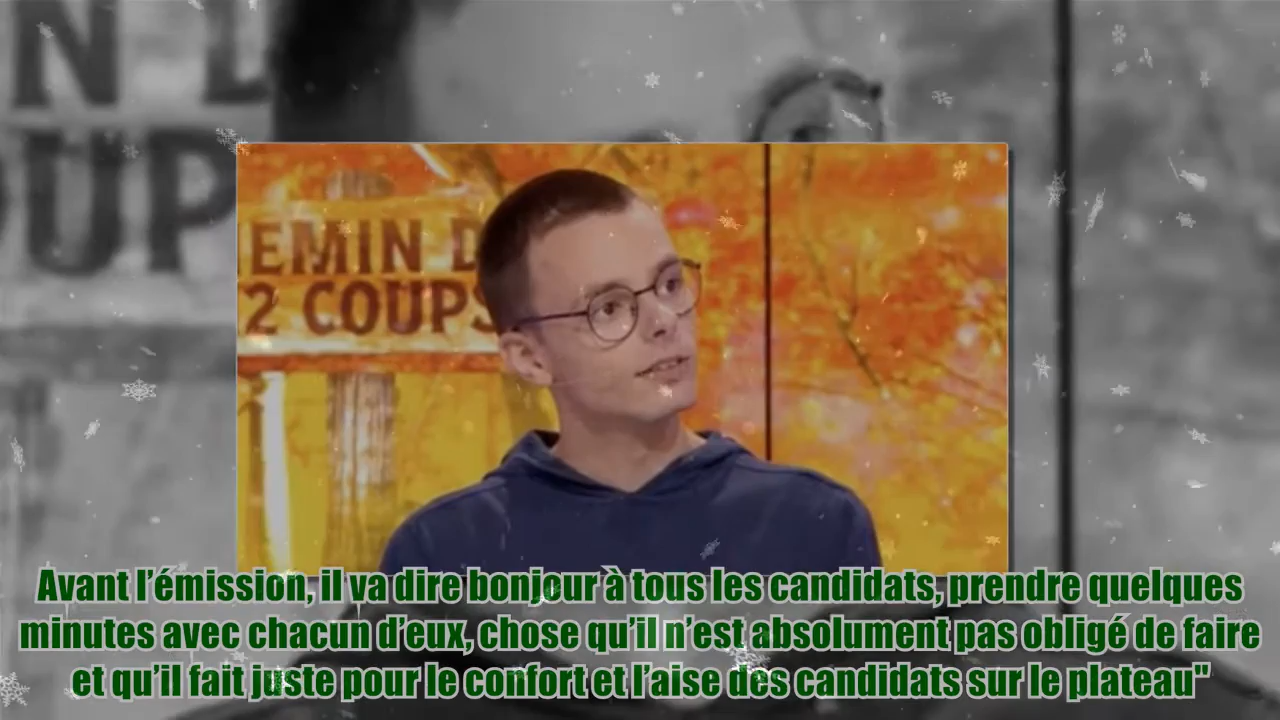 N D
OUP
EMIN D
2 COUPS
Avant l’émission, il va dire bonjour à tous les candidats, prendre quelques
minutes avec chacun d’eux, chose qu’il n’est absolument pas obligé de faire
et qu’il fait juste pour le confort et l’aise des candidats sur le plateau"